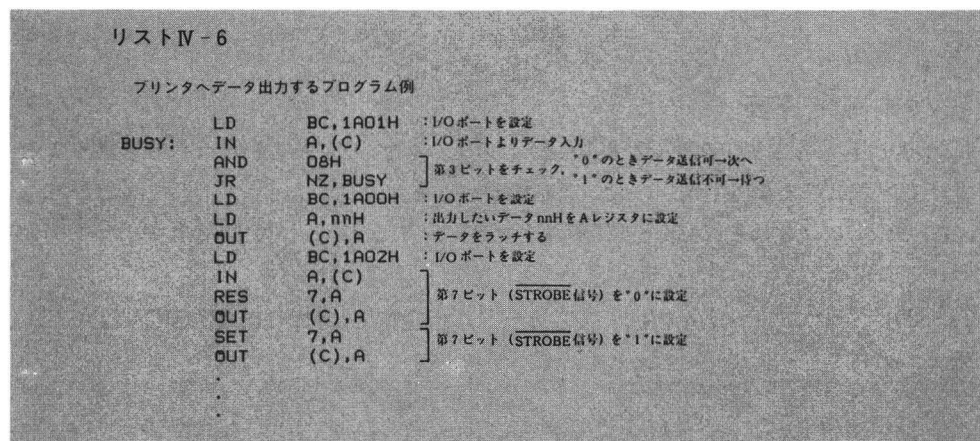 リストⅣ-6
プリンタへデータ出力するプログラム例
LD BC,1A01H :I/Oポートを設定
BUSY: IN A,(C) :I/Oポートよりデータ入力
AND 08H 第3ビットをチェック, "0"のときデータ送信可→次へ
JR NZ,BUSY "1"のときデータ送信不可→待つ
LD BC,1A00H :I/Oポートを設定
LD A,nnH :出力したいデータnnHをAレジスタに設定
OUT (C),A :データをラッチする
LD BC,1A02H :I/Oポートを設定
IN A,(C)
RES 7,A 第7ビット(STROBE信号)を"0"に設定
OUT (C),A
SET 7,A 第7ビット(STROBE信号)を"1"に設定
OUT (C),A
.
.
.